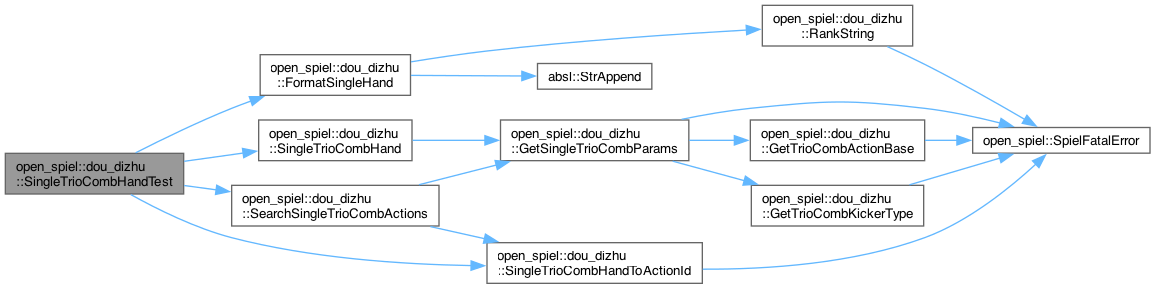 open_spiel::dou_dizhu
::SingleTrioCombHandTest
open_spiel::dou_dizhu
::FormatSingleHand
open_spiel::dou_dizhu
::SingleTrioCombHand
open_spiel::dou_dizhu
::SearchSingleTrioCombActions
open_spiel::dou_dizhu
::SingleTrioCombHandToActionId
absl::StrAppend
open_spiel::dou_dizhu
::GetSingleTrioCombParams
open_spiel::dou_dizhu
::RankString
open_spiel::dou_dizhu
::GetTrioCombActionBase
open_spiel::dou_dizhu
::GetTrioCombKickerType
open_spiel::SpielFatalError